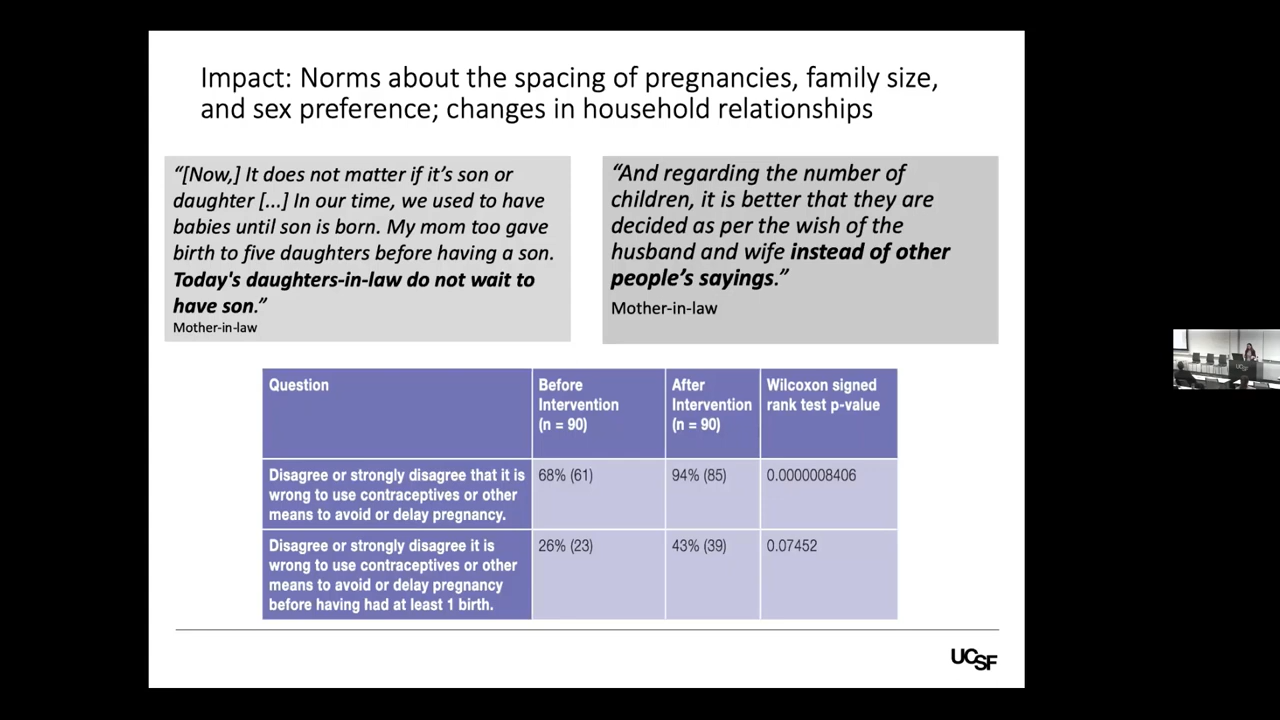 Impact: Norms about the spacing of pregnancies, family size,
and sex preference; changes in household relationships
“[Now,] It does not matter if it’s son or
daughter [...] In our time, we used to have
babies until son is born. My mom too gave
birth to five daughters before having a son.
Today's daughters-in-law do not wait to
have son.”
Mother-in-law
“And regarding the number of
children, it is better that they are
decided as per the wish of the
husband and wife instead of other
people’s sayings.”
Mother-in-law
Question
Before
Intervention
(n = 90)
After
Intervention
(n = 90)
Wilcoxon signed
rank test p-value
Disagree or strongly disagree that it is
wrong to use contraceptives or other
means to avoid or delay pregnancy.
68% (61)
94% (85)
0.0000008406
Disagree or strongly disagree it is
wrong to use contraceptives or other
means to avoid or delay pregnancy
before having had at least 1 birth.
26% (23)
43% (39)
0.07452
UCSF
UCSF